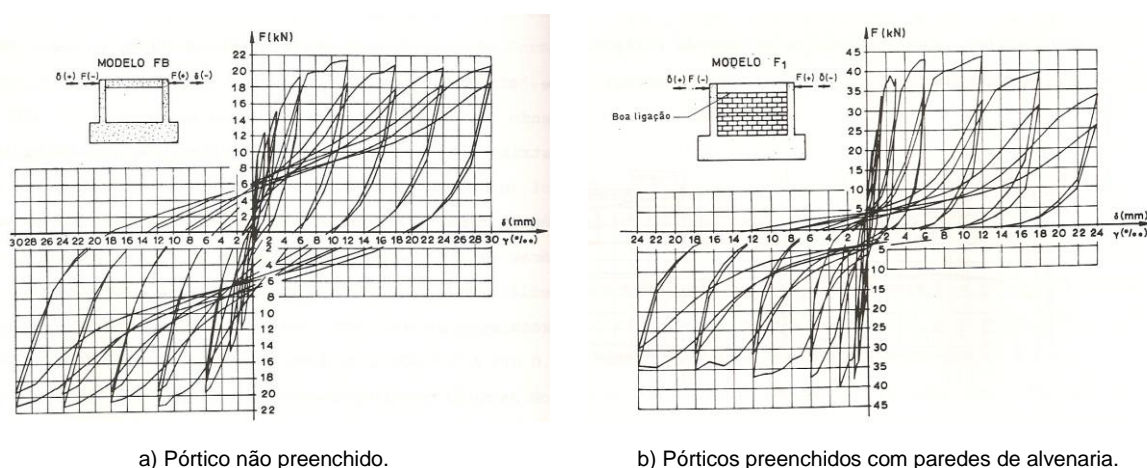 F(kN)
MODELO FB
δ(+) F(-)
F(+) δ(-)
22
20
18
16
14
12
10
8
6
4
2
δ(mm)
γ(°/oo)
30 28 26 24 22 20 18 16 14 12 10 8 6 4 2
2 4 6 8 10 12 14 16 18 20 22 24 26 28 30
2
4
6
8
10
12
14
16
18
20
22
a) Pórtico não preenchido.
F(kN)
MODELO F1
δ(+) F(-)
F(+) δ(-)
Boa ligação
45
40
35
30
25
20
15
10
5
δ(mm)
γ(°/oo)
24 22 20 18 16 14 12 10 8 6 4 2
2 4 6 8 10 12 14 16 18 20 22 24
5
10
15
20
25
30
35
40
45
b) Pórticos preenchidos com paredes de alvenaria.